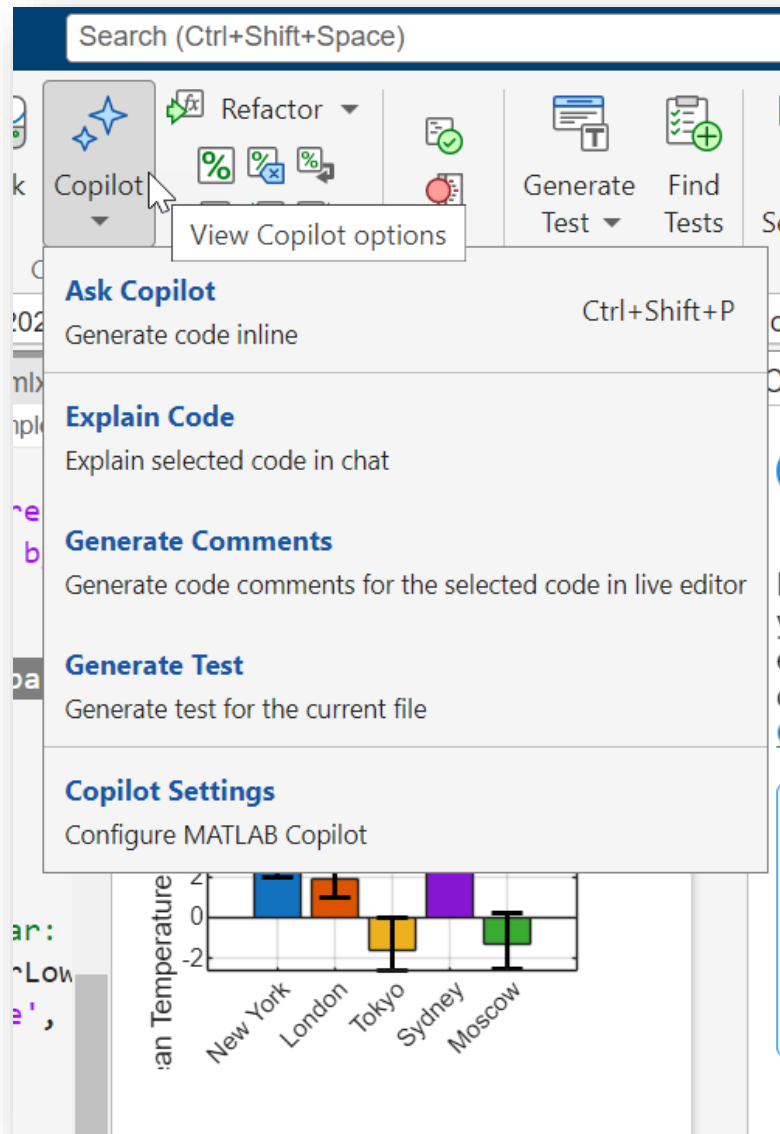 Search (Ctrl+Shift+Space)
Copilot
Refactor
Generate
Test
Find
Tests
View Copilot options
Ask Copilot
Ctrl+Shift+P
Generate code inline
Explain Code
Explain selected code in chat
Generate Comments
Generate code comments for the selected code in live editor
Generate Test
Generate test for the current file
Copilot Settings
Configure MATLAB Copilot
2
0
-2
Temperature
New York
London
Tokyo
Sydney
Moscow